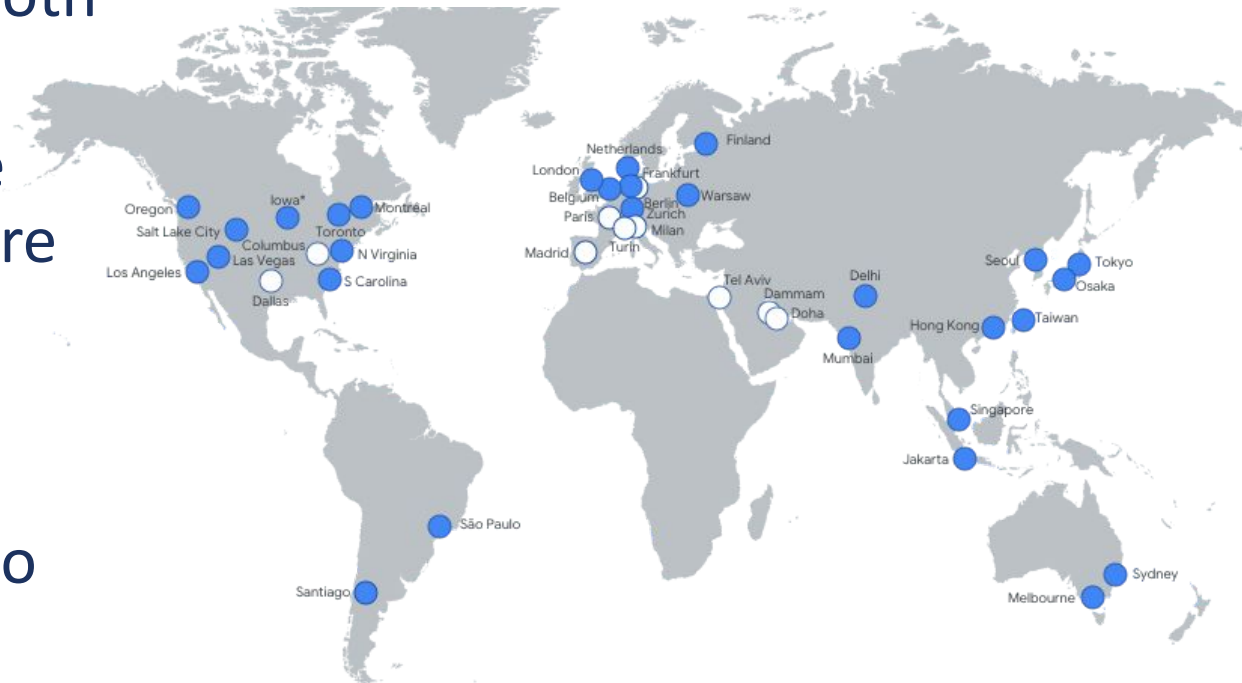 oth
e
re
o
Finland
Netherlands
London
Frankfurt
Belgium
Warsaw
Berlin
Paris
Zurich
Milan
Turin
Madrid
Oregon
Iowa*
Montréal
Salt Lake City
Toronto
Columbus
N Virginia
Las Vegas
Los Angeles
S Carolina
Dallas
Tel Aviv
Dammam
Doha
Delhi
Mumbai
Seoul
Tokyo
Osaka
Hong Kong
Taiwan
Singapore
Jakarta
São Paulo
Santiago
Sydney
Melbourne